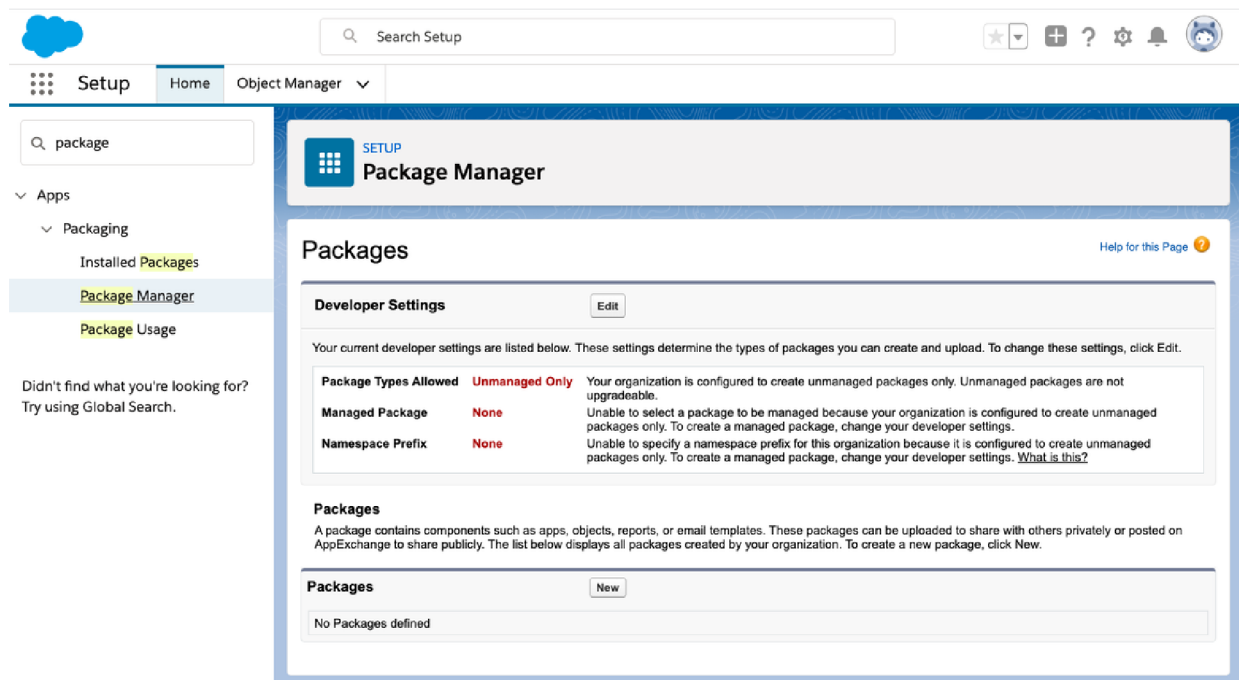 Search Setup
Setup
Home
Object Manager
package
Apps
Packaging
Installed Packages
Package Manager
Package Usage
Didn't find what you're looking for?
Try using Global Search.
SETUP
Package Manager
Packages
Help for this Page ?
Developer Settings
Edit
Your current developer settings are listed below. These settings determine the types of packages you can create and upload. To change these settings, click Edit.
Package Types Allowed Unmanaged Only Your organization is configured to create unmanaged packages only. Unmanaged packages are not
upgradeable.
Managed Package None Unable to select a package to be managed because your organization is configured to create unmanaged
packages only. To create a managed package, change your developer settings.
Namespace Prefix None Unable to specify a namespace prefix for this organization because it is configured to create unmanaged
packages only. To create a managed package, change your developer settings. What is this?
Packages
A package contains components such as apps, objects, reports, or email templates. These packages can be uploaded to share with others privately or posted on
AppExchange to share publicly. The list below displays all packages created by your organization. To create a new package, click New.
Packages
New
No Packages defined